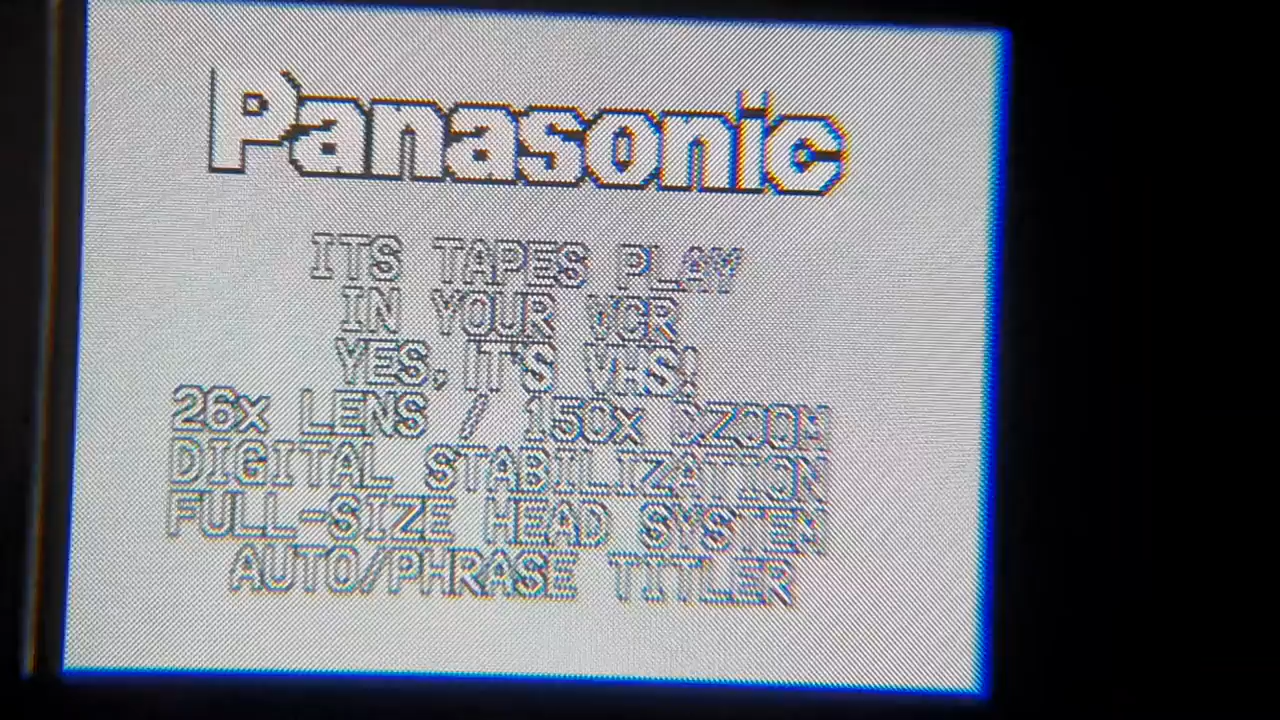 Panasonic
ITS TAPES PLAY
IN YOUR VCR
YES, IT'S VHS!
26x LENS / 150x DZOOM
DIGITAL STABILIZATION
FULL-SIZE HEAD SYSTEM
AUTO/PHRASE TITLER